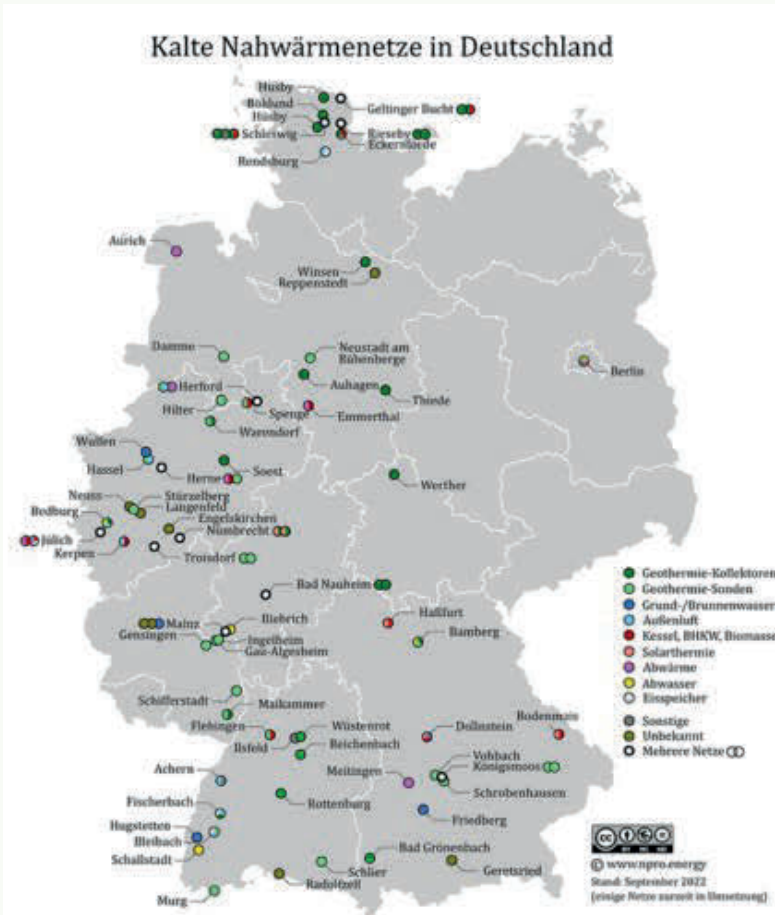 Kalte Nahwärmenetze in Deutschland
Husby
Boklund
Husby
Schleswig
Rendsburg
Geltinger Bucht
Rieseby
Eckernförde
Aurich
Winsen
Reppenstedt
Damme
Neustadt am
Rübenberge
Auhagen
Thiede
Berlin
Herford
Hilter
Spenge
Emmerthal
Warendorf
Wulfen
Hassel
Herne
Soest
Werther
Neuss
Stürzelberg
Langenfeld
Bedburg
Engelskirchen
Nümbrecht
Jülich
Kerpen
Troisdorf
Bad Nauheim
Mainz
Biebrich
Gensingen
Ingelheim
Gau-Algesheim
Haßfurt
Bamberg
Schifferstadt
Maikammer
Flehingen
Ilsfeld
Wüstenrot
Reichenbach
Dollnstein
Bodenmais
Achern
Meitingen
Vohbach
Königsmoos
Schrobenhausen
Fischerbach
Rottenburg
Friedberg
Hugstetten
Bleibach
Schallstadt
Bad Grönenbach
Radolfzell
Schlier
Geretsried
Murg
Geothermie-Kollektoren
Geothermie-Sonden
Grund-/Brunnenwasser
Außenluft
Kessel, BHKW, Biomasse
Solarthermie
Abwärme
Abwasser
Eisspeicher
Sonstige
Unbekannt
Mehrere Netze
cc
© www.npro.energy
Stand: September 2022
(einige Netze zurzeit in Umsetzung)